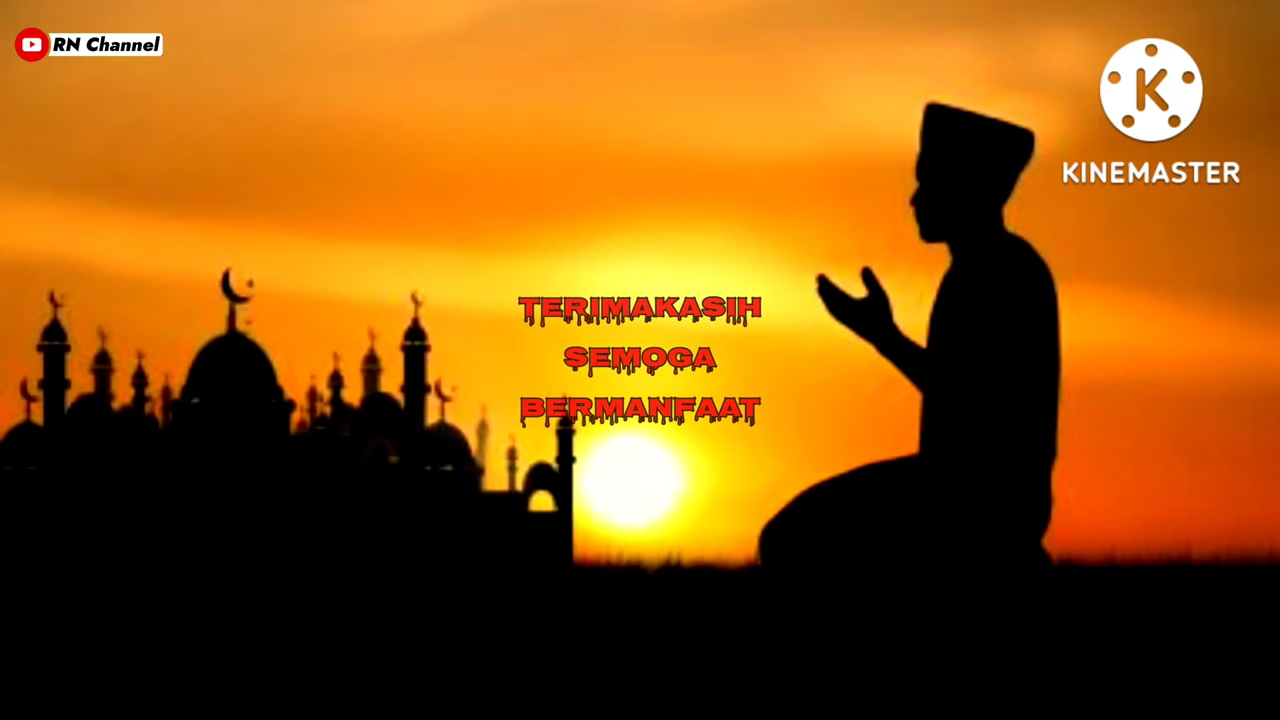 RN Channel
K
KINEMASTER
TERIMAKASIH
SEMOGA
BERMANFAAT